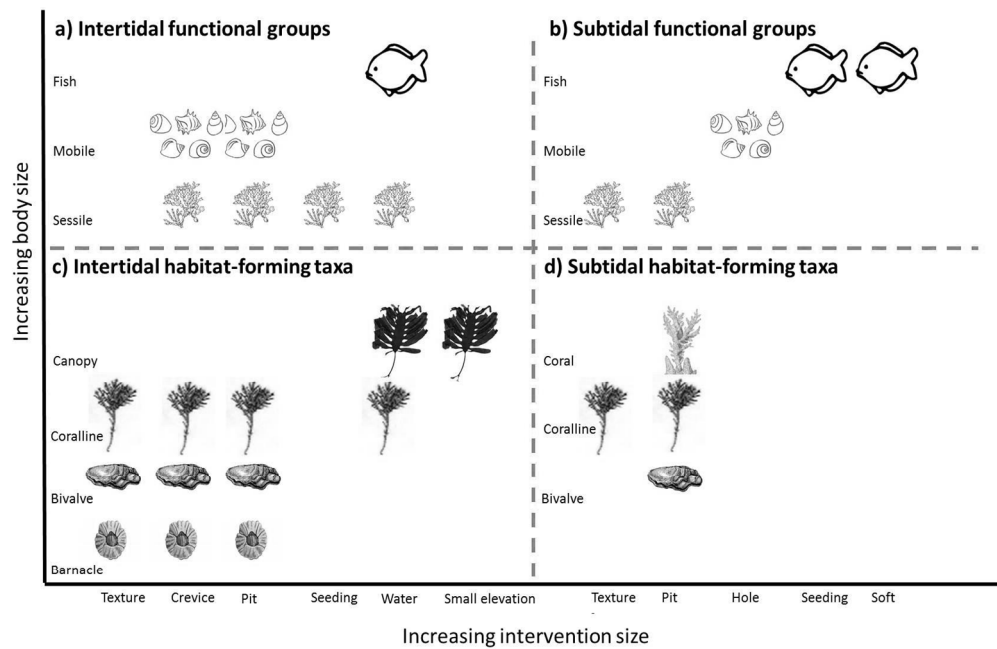 a) Intertidal functional groups
Fish
Mobile
Sessile
b) Subtidal functional groups
Fish
Mobile
Sessile
c) Intertidal habitat-forming taxa
Canopy
Coralline
Bivalve
Barnacle
d) Subtidal habitat-forming taxa
Coral
Coralline
Bivalve
Increasing body size
Texture Crevice Pit Seeding Water Small elevation Texture Pit Hole Seeding Soft
Increasing intervention size